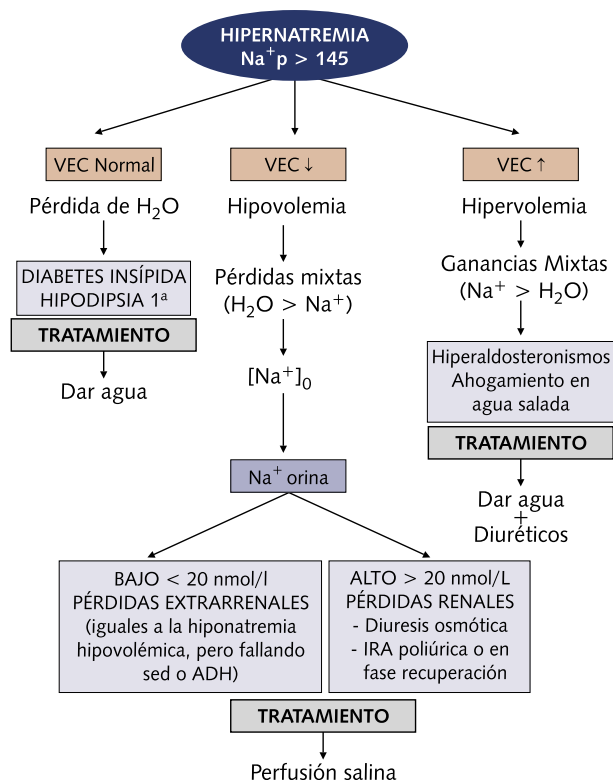 HIPERNATREMIA
Na⁺p > 145
VEC Normal
Pérdida de H₂O
DIABETES INSÍPIDA
HIPODIPSIA 1ª
TRATAMIENTO
Dar agua
VEC ↓
Hipovolemia
Pérdidas mixtas
(H₂O > Na⁺)
[Na⁺]₀
Na⁺ orina
BAJO < 20 nmol/l
PÉRDIDAS EXTRARRENALES
(iguales a la hiponatremia
hipovolémica, pero fallando
sed o ADH)
ALTO > 20 nmol/L
PÉRDIDAS RENALES
- Diuresis osmótica
- IRA poliúrica o en
fase recuperación
TRATAMIENTO
Perfusión salina
VEC ↑
Hipervolemia
Ganancias Mixtas
(Na⁺ > H₂O)
Hiperaldosteronismos
Ahogamiento en
agua salada
TRATAMIENTO
Dar agua
+
Diuréticos